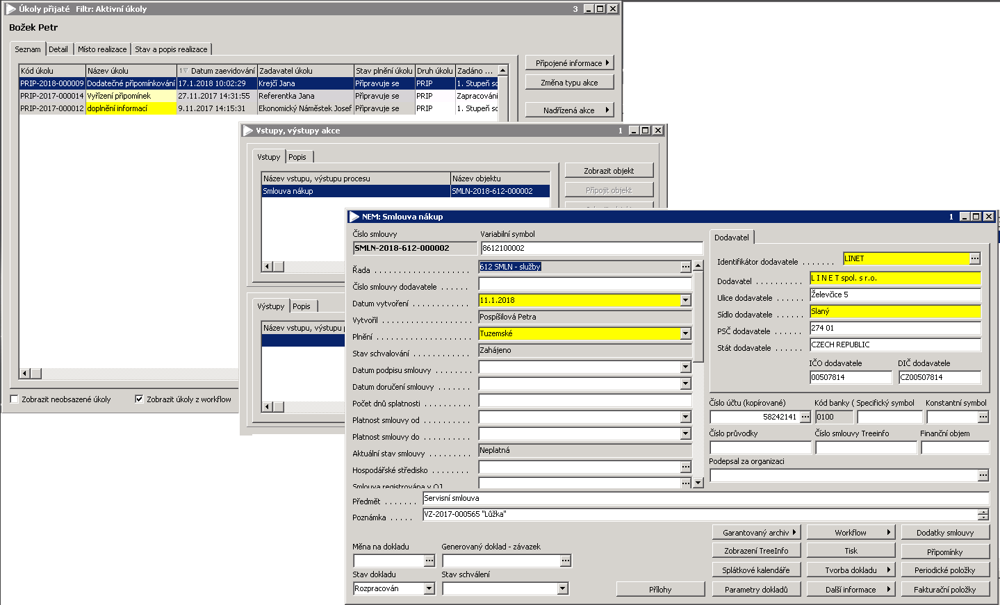 Úkoly přijaté Filtr: Aktivní úkoly 3
Božek Petr
Seznam Detail Místo realizace Stav a popis realizace
Kód úkolu Název úkolu 1 Datum zaevidování Zadavatel úkolu Stav plnění úkolu Druh úkolu Zadáno ...
PRIP-2018-000009 Dodatečné připomínkování 17.1.2018 10:02:29 Krejčí Jana Připravuje se PRIP 1. Stupeň sc
PRIP-2017-000014 Vyřízení připomínek 27.11.2017 14:31:55 Referentka Jana Připravuje se PRIP Zapracování
PRIP-2017-000012 doplnění informací 9.11.2017 14:15:31 Ekonomický Náměstek Josef Připravuje se PRIP 1. Stupeň sc
Připojené informace
Změna typu akce
Nadřízená akce
Zobrazit neobsazené úkoly Zobrazit úkoly z workflow
Vstupy, výstupy akce 1
Vstupy Popis
Název vstupu, výstupu procesu Název objektu
Smlouva nákup SMLN-2018-612-000002
Zobrazit objekt
Připojit objekt
Výstupy Popis
Název vstupu, výstupu
NEM: Smlouva nákup 1
Číslo smlouvy Variabilní symbol
SMLN-2018-612-000002 8612100002
Řada . . . . . . . . . . . . . 612 SMLN - služby
Číslo smlouvy dodavatele . . . . . .
Datum vytvoření . . . . . . . . . . . . 11.1.2018
Vytvořil . . . . . . . . . . . . . . . . . Pospíšilová Petra
Plnění . . . . . . . . . . . . . . . . . . Tuzemské
Stav schvalování . . . . . . . . . . . . Zahájeno
Datum podpisu smlouvy . . . . . . .
Datum doručení smlouvy . . . . . . .
Počet dnů splatnosti . . . . . . . . . .
Platnost smlouvy od . . . . . . . . . .
Platnost smlouvy do . . . . . . . . . .
Aktuální stav smlouvy . . . . . . . . . Neplatná
Hospodářské středisko . . . . . . . .
Smlouva registrována v OJ
Předmět . . . . . . . Servisní smlouva
Poznámka . . . . . VZ-2017-000565 "Lůžka"
Dodavatel
Identifikátor dodavatele . . . . . . . LINET
Dodavatel . . . . . . . . . . L I N E T spol. s r.o.
Ulice dodavatele . . . . . . Želevčice 5
Sídlo dodavatele . . . . . . Slaný
PSČ dodavatele . . . . . . 274 01
Stát dodavatele . . . . . . CZECH REPUBLIC
IČO dodavatele DIČ dodavatele
00507814 CZ00507814
Číslo účtu (kopírované) Kód banky ( Specifický symbol Konstantní symbol
58242141 0100
Číslo průvodky Číslo smlouvy Treeinfo Finanční objem
Podepsal za organizaci
Měna na dokladu Generovaný doklad - závazek
Stav dokladu Stav schválení
Rozpracován
Garantovaný archiv Workflow Dodatky smlouvy
Zobrazení TreeInfo Tisk Připomínky
Splátkové kalendáře Tvorba dokladu Periodické položky
Přílohy Parametry dokladů Další informace Fakturační položky